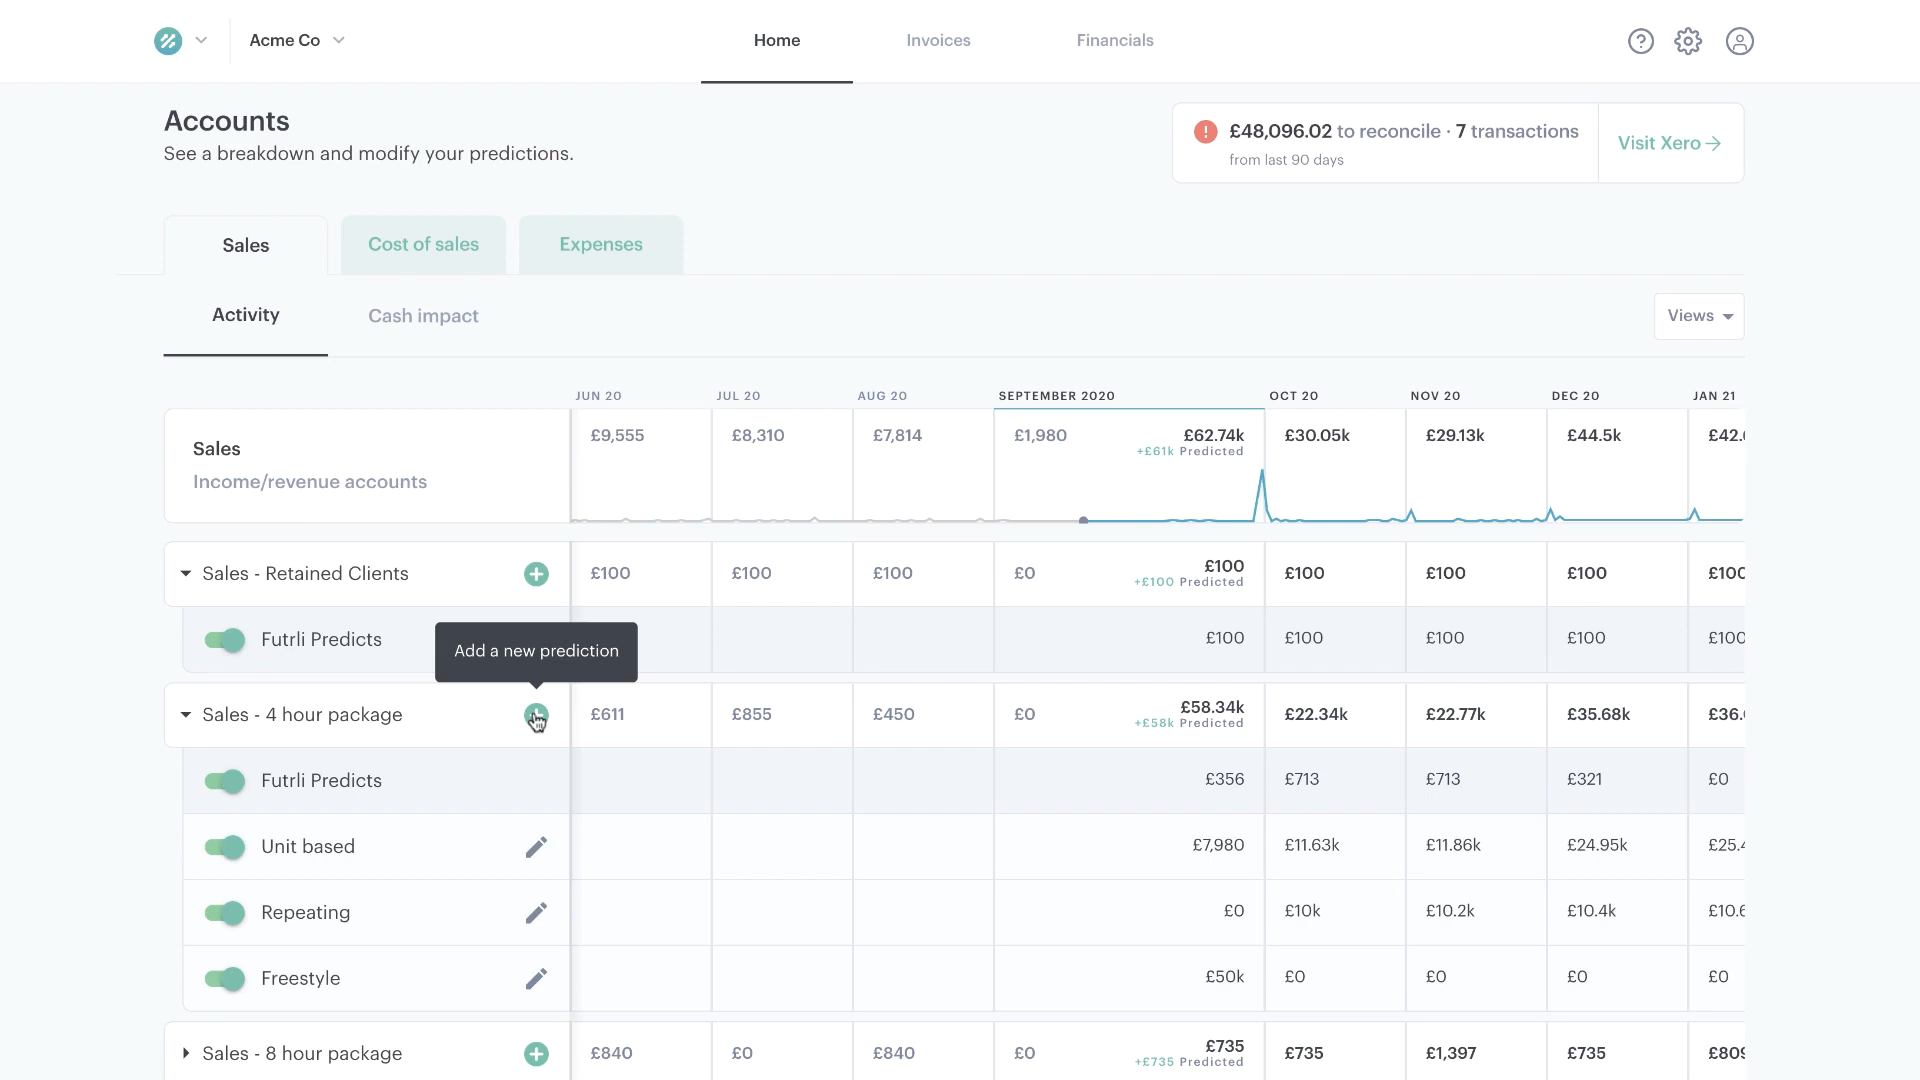 Acme Co
Home
Invoices
Financials
Accounts
See a breakdown and modify your predictions.
£48,096.02 to reconcile · 7 transactions
from last 90 days
Visit Xero
Sales
Cost of sales
Expenses
Activity
Cash impact
Views
JUN 20 JUL 20 AUG 20 SEPTEMBER 2020 OCT 20 NOV 20 DEC 20 JAN 21
Sales
Income/revenue accounts
£9,555 £8,310 £7,814 £1,980 £62.74k £30.05k £29.13k £44.5k
+£61k Predicted
Sales - Retained Clients £100 £100 £100 £0 £100 £100 £100 £100 £100
+£100 Predicted
Futrli Predicts £100 £100 £100 £100 £100
Add a new prediction
Sales - 4 hour package £611 £855 £450 £0 £58.34k £22.34k £22.77k £35.68k
+£58k Predicted
Futrli Predicts £356 £713 £713 £321 £0
Unit based £7,980 £11.63k £11.86k £24.95k
Repeating £0 £10k £10.2k £10.4k
Freestyle £50k £0 £0 £0 £0
Sales - 8 hour package £840 £0 £840 £0 £735 £735 £1,397 £735
+£735 Predicted